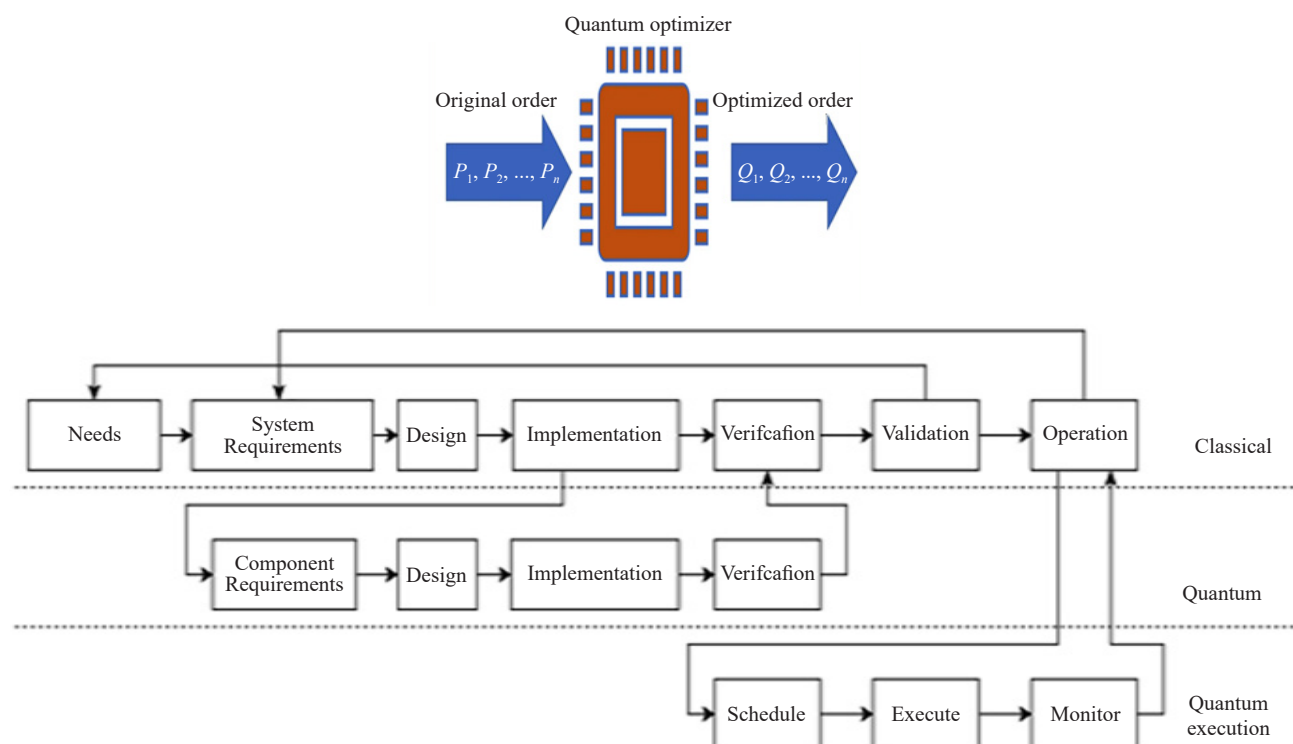 Quantum optimizer
Original order
Optimized order
P1, P2, ..., Pn
Q1, Q2, ..., Qn
Needs
System
Requirements
Design
Implementation
Verifcafion
Validation
Operation
Classical
Component
Requirements
Design
Implementation
Verifcafion
Quantum
Schedule
Execute
Monitor
Quantum
execution